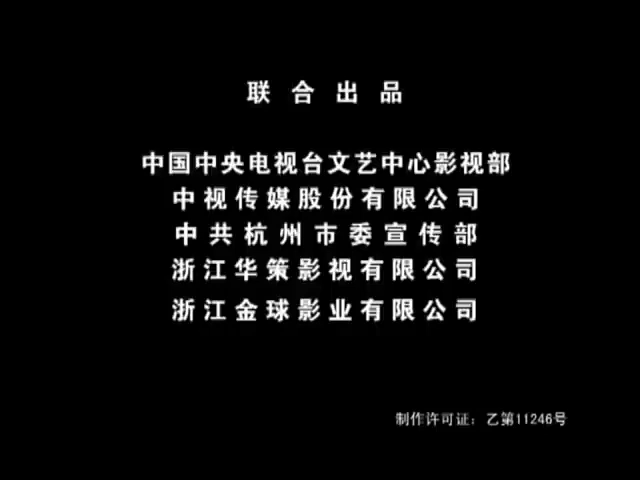 联合出品
中国中央电视台文艺中心影视部
中视传媒股份有限公司
中共杭州市委宣传部
浙江华策影视有限公司
浙江金球影业有限公司
制作许可证：乙第11246号